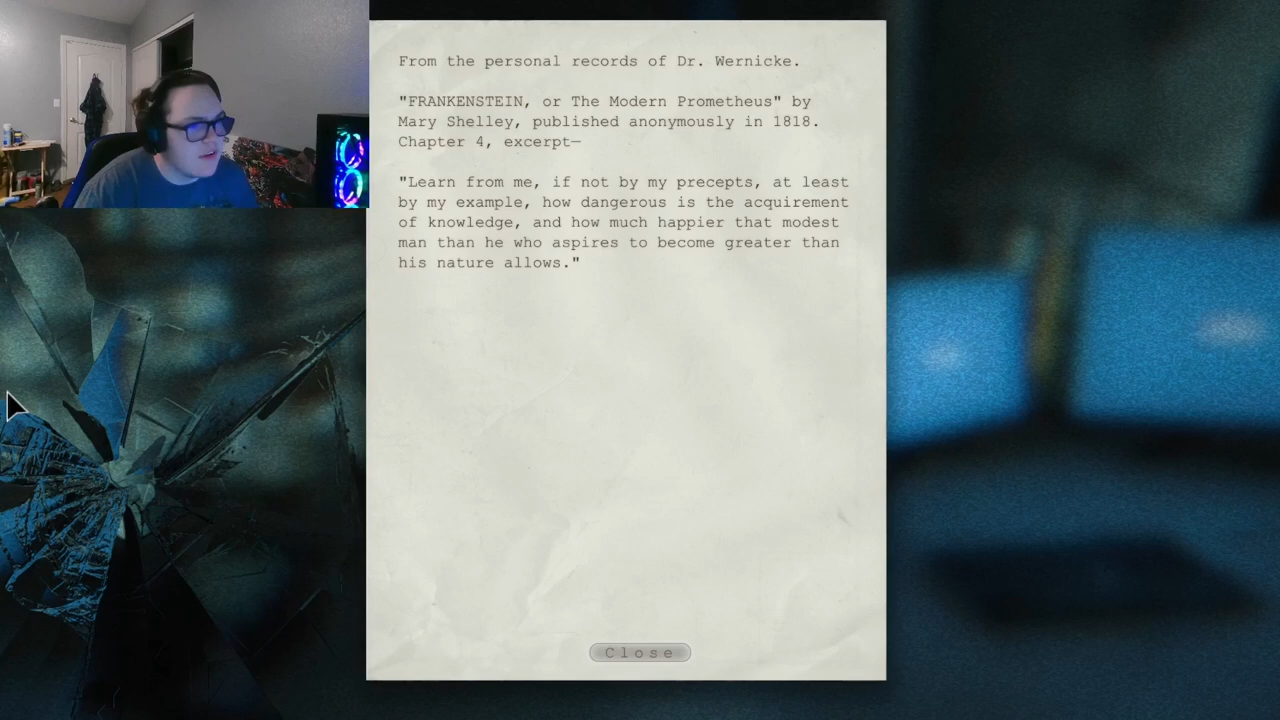 From the personal records of Dr. Wernicke.
"FRANKENSTEIN, or The Modern Prometheus" by
Mary Shelley, published anonymously in 1818.
Chapter 4, excerpt—
"Learn from me, if not by my precepts, at least
by my example, how dangerous is the acquirement
of knowledge, and how much happier that modest
man than he who aspires to become greater than
his nature allows."
Close